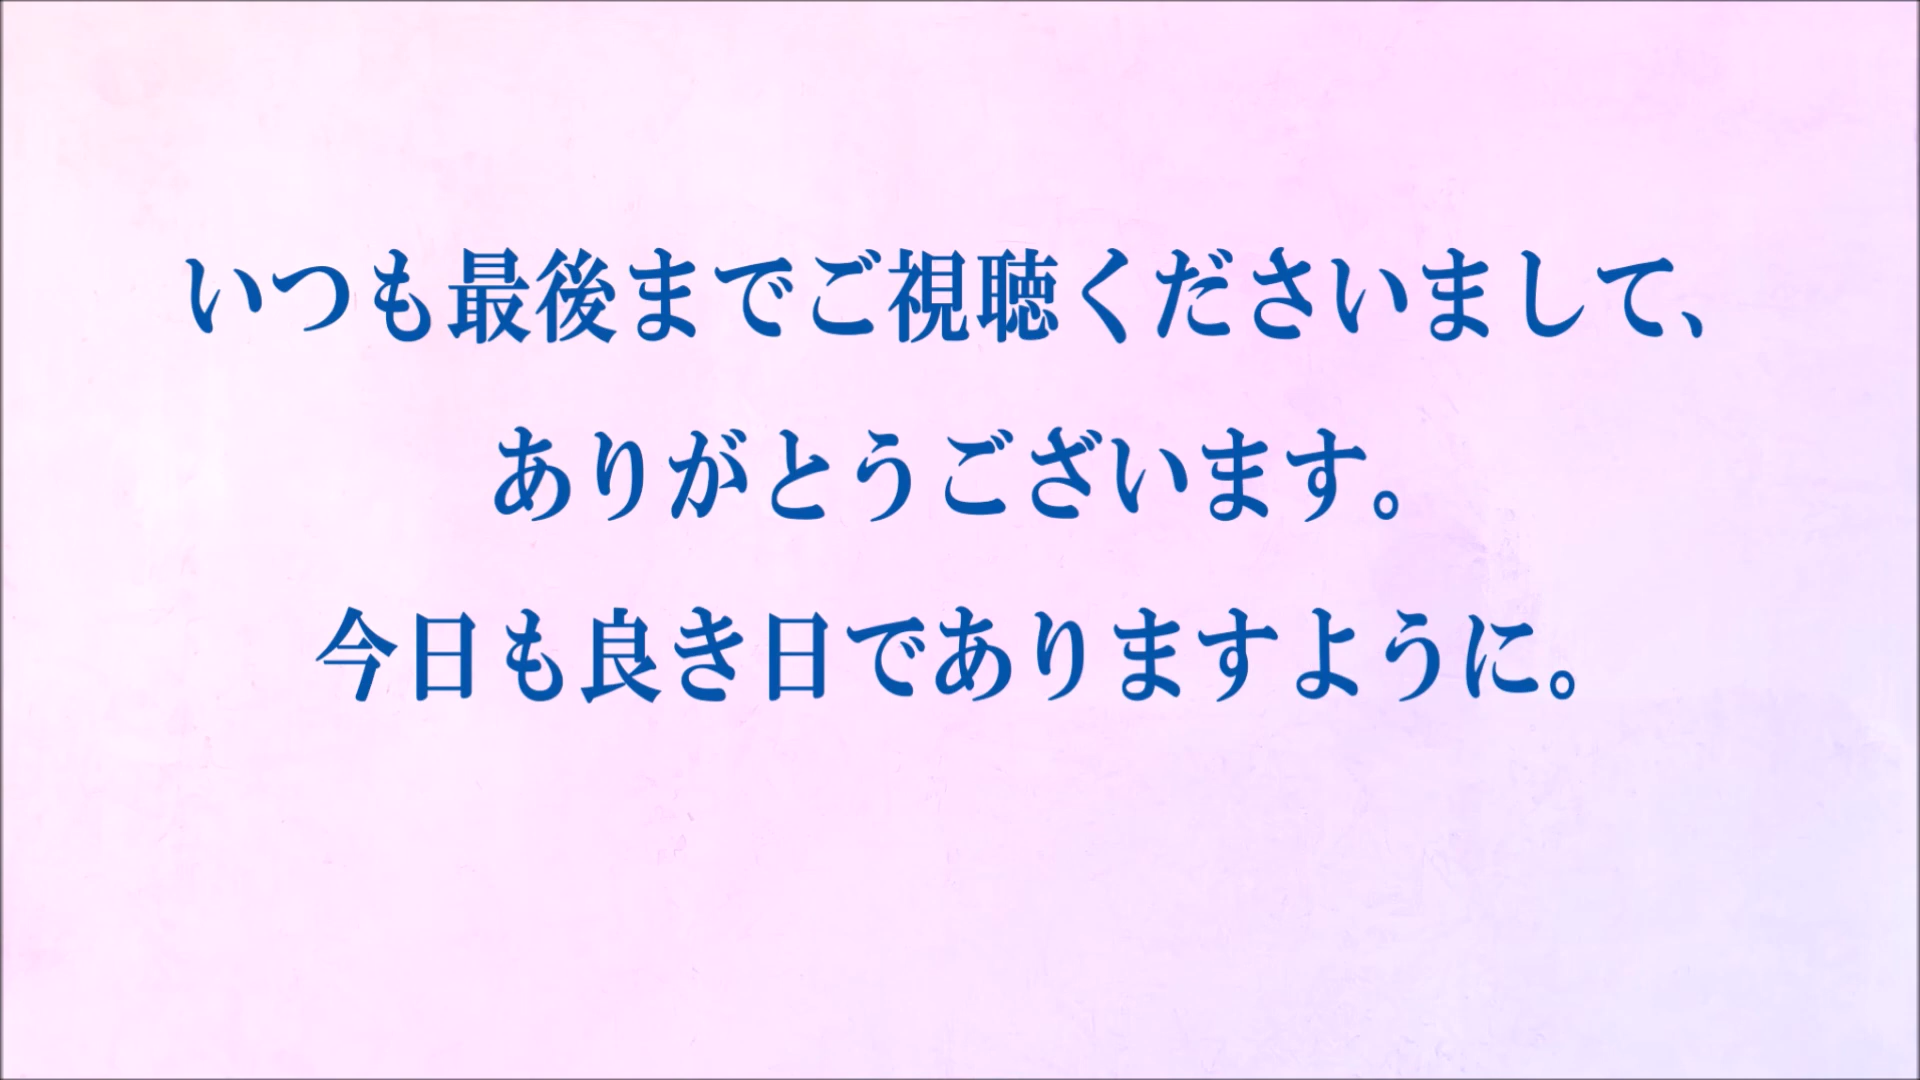 いつも最後までご視聴くださいまして、
ありがとうございます。
今日も良き日でありますように。